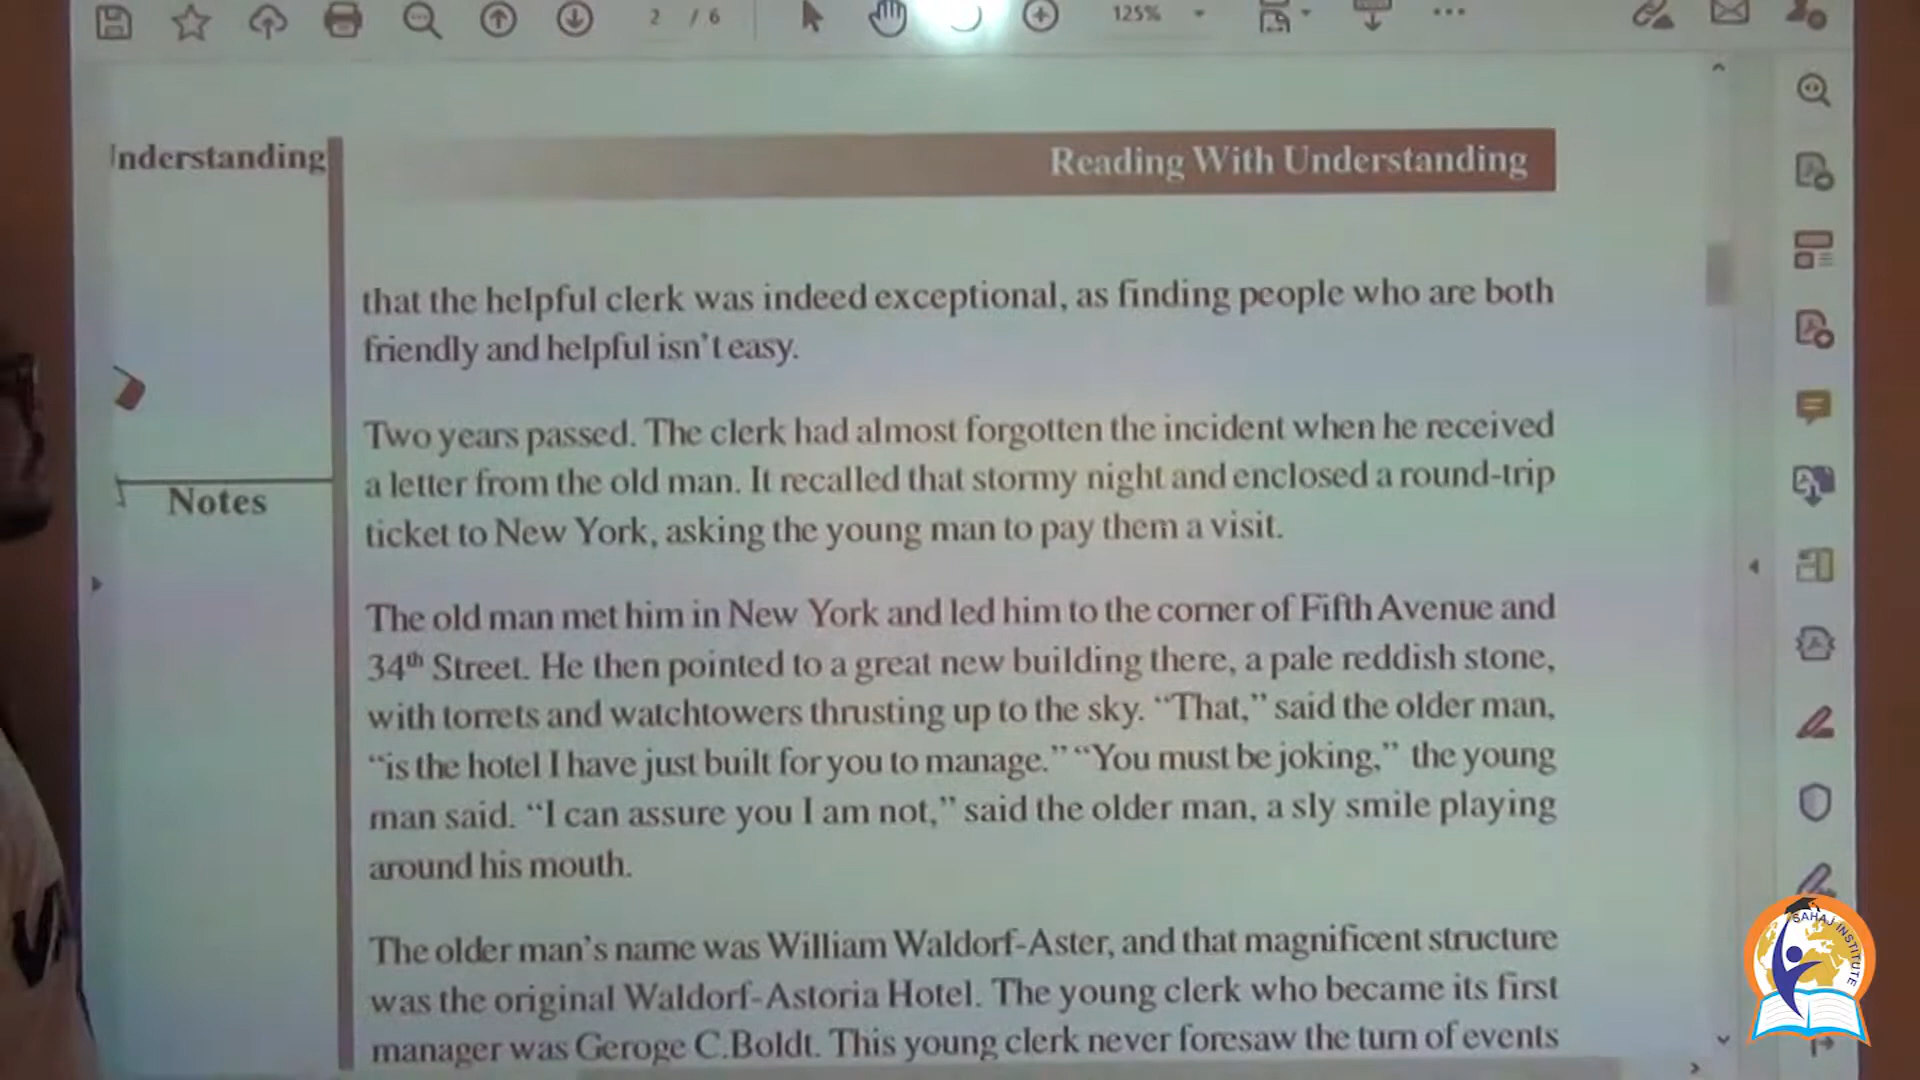 2 / 6
125%
nderstanding
Reading With Understanding
that the helpful clerk was indeed exceptional, as finding people who are both
friendly and helpful isn't easy.
Two years passed. The clerk had almost forgotten the incident when he received
a letter from the old man. It recalled that stormy night and enclosed a round-trip
ticket to New York, asking the young man to pay them a visit.
Notes
The old man met him in New York and led him to the corner of Fifth Avenue and
34th Street. He then pointed to a great new building there, a pale reddish stone,
with torrets and watchtowers thrusting up to the sky. “That,” said the older man,
“is the hotel I have just built for you to manage.” “You must be joking,” the young
man said. “I can assure you I am not,” said the older man, a sly smile playing
around his mouth.
The older man's name was William Waldorf-Aster, and that magnificent structure
was the original Waldorf-Astoria Hotel. The young clerk who became its first
manager was Geroge C.Boldt. This young clerk never foresaw the turn of events
SAHAJ INSTITUTE